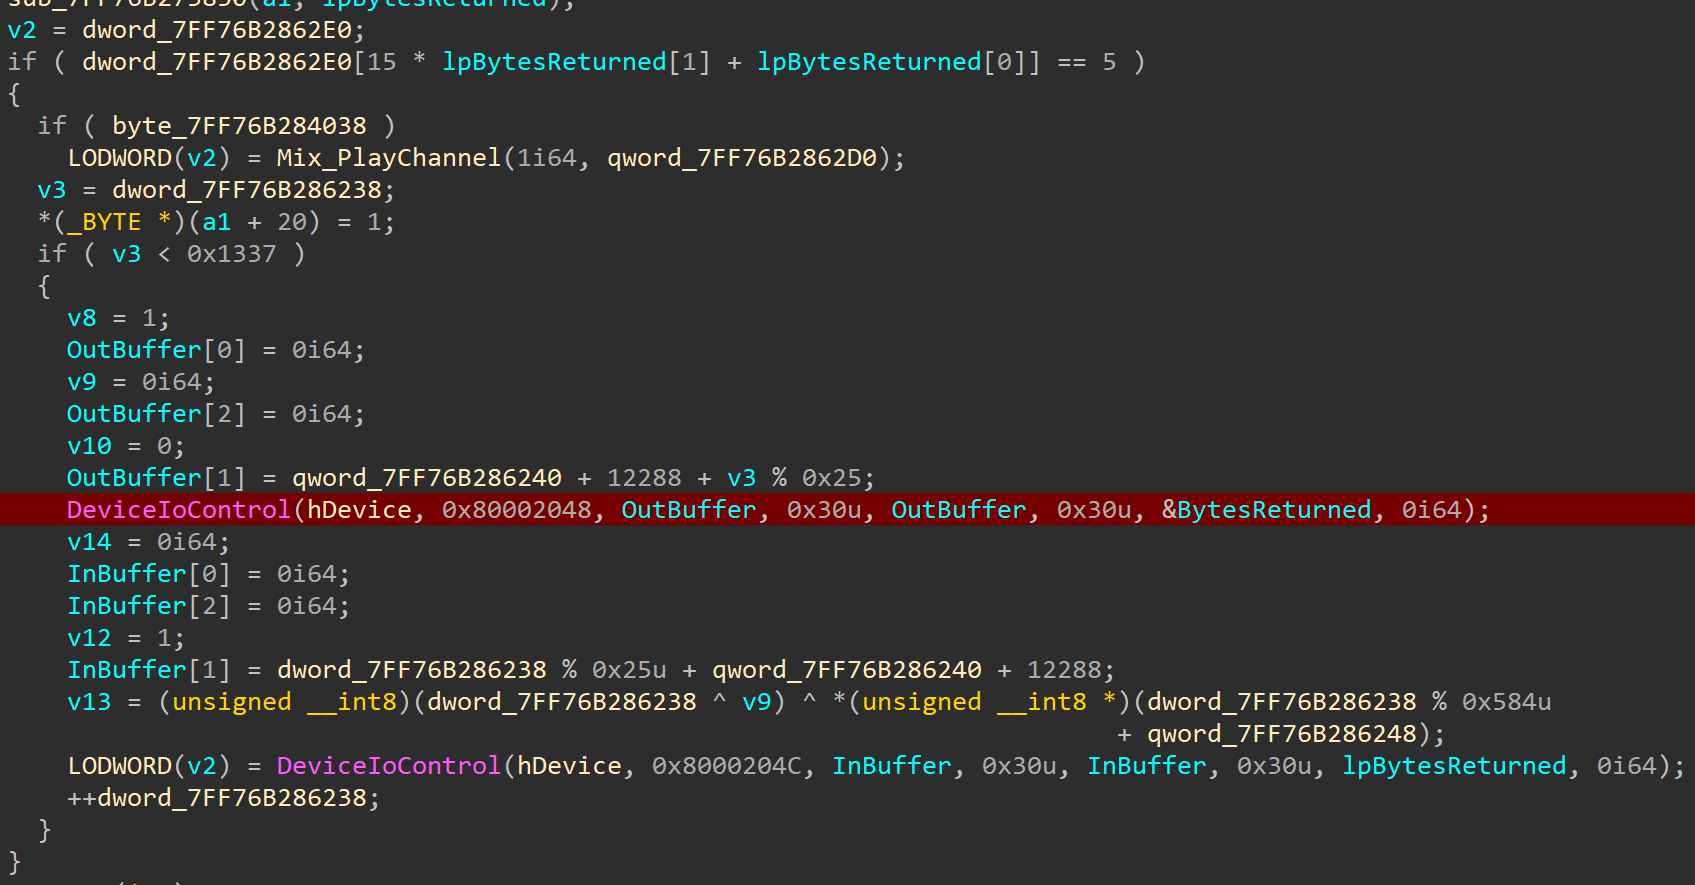 sub_7FF76B273850(a1, lpBytesReturned);
v2 = dword_7FF76B2862E0;
if ( dword_7FF76B2862E0[15 * lpBytesReturned[1] + lpBytesReturned[0]] == 5 )
{
if ( byte_7FF76B284038 )
LODWORD(v2) = Mix_PlayChannel(1i64, qword_7FF76B2862D0);
v3 = dword_7FF76B286238;
*(_BYTE *)(a1 + 20) = 1;
if ( v3 < 0x1337 )
{
v8 = 1;
OutBuffer[0] = 0i64;
v9 = 0i64;
OutBuffer[2] = 0i64;
v10 = 0;
OutBuffer[1] = qword_7FF76B286240 + 12288 + v3 % 0x25;
DeviceIoControl(hDevice, 0x80002048, OutBuffer, 0x30u, OutBuffer, 0x30u, &BytesReturned, 0i64);
v14 = 0i64;
InBuffer[0] = 0i64;
InBuffer[2] = 0i64;
v12 = 1;
InBuffer[1] = dword_7FF76B286238 % 0x25u + qword_7FF76B286240 + 12288;
v13 = (unsigned __int8)(dword_7FF76B286238 ^ v9) ^ *(unsigned __int8 *)(dword_7FF76B286238 % 0x584u
+ qword_7FF76B286248);
LODWORD(v2) = DeviceIoControl(hDevice, 0x8000204C, InBuffer, 0x30u, InBuffer, 0x30u, lpBytesReturned, 0i64);
++dword_7FF76B286238;
}
}